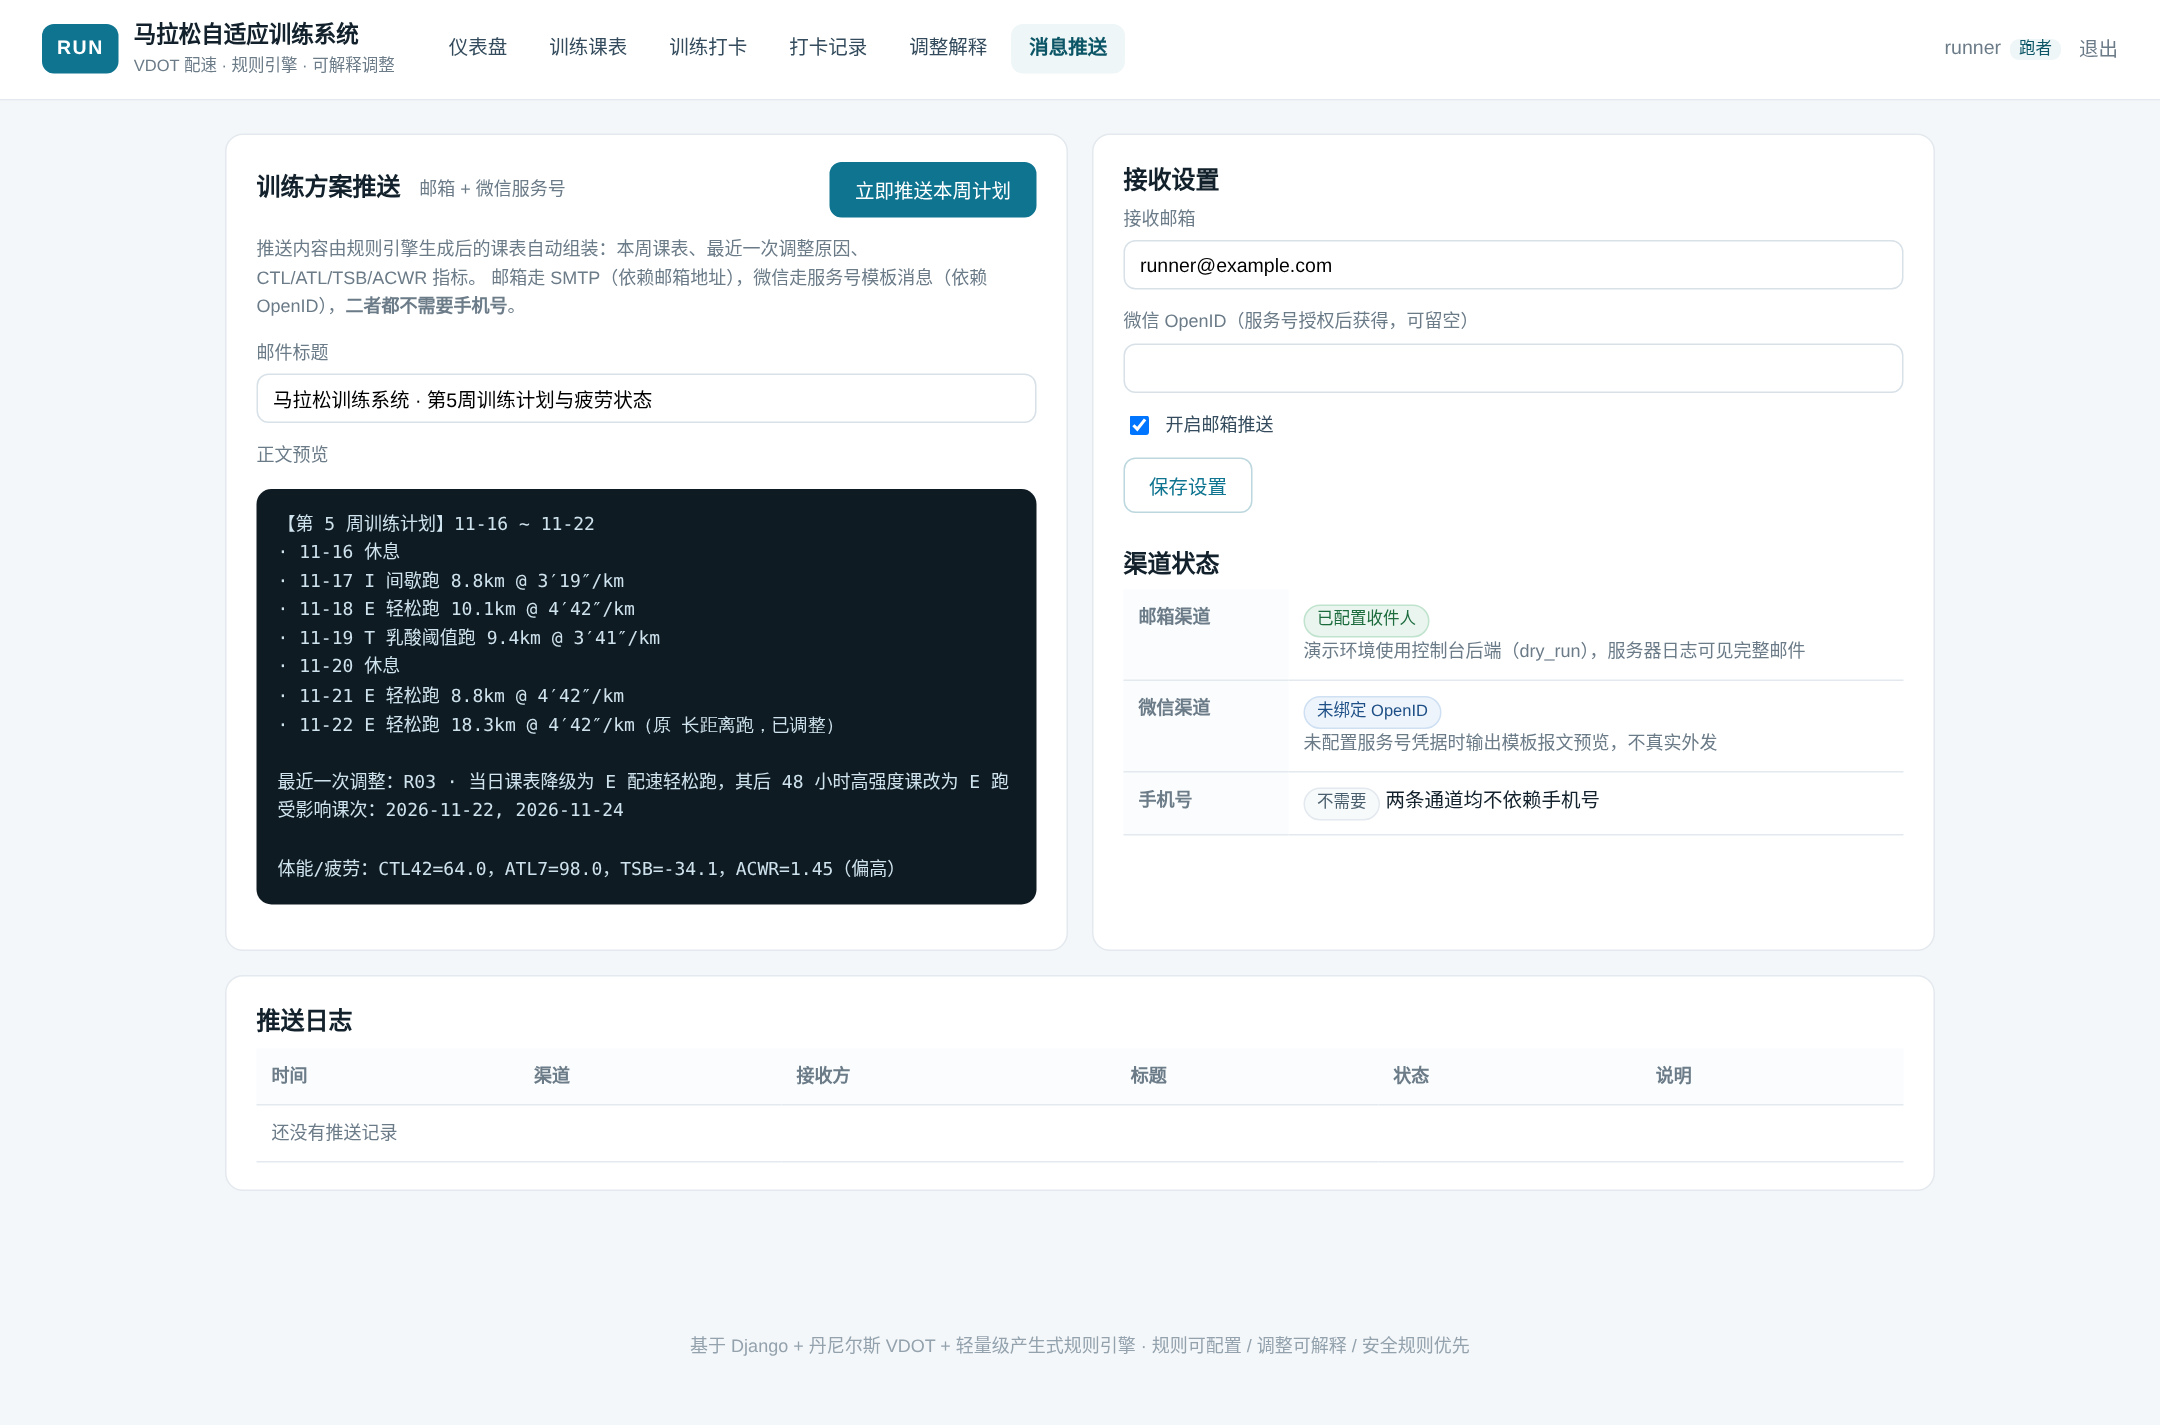 RUN
马拉松自适应训练系统
VDOT 配速 · 规则引擎 · 可解释调整
仪表盘
训练课表
训练打卡
打卡记录
调整解释
消息推送
runner 跑者
退出
训练方案推送
邮箱 + 微信服务号
立即推送本周计划
推送内容由规则引擎生成后的课表自动组装：本周课表、最近一次调整原因、
CTL/ATL/TSB/ACWR 指标。 邮箱走 SMTP（依赖邮箱地址），微信走服务号模板消息（依赖
OpenID），二者都不需要手机号。
邮件标题
马拉松训练系统 · 第5周训练计划与疲劳状态
正文预览
【第 5 周训练计划】11-16 ~ 11-22
· 11-16 休息
· 11-17 I 间歇跑 8.8km @ 3′19″/km
· 11-18 E 轻松跑 10.1km @ 4′42″/km
· 11-19 T 乳酸阈值跑 9.4km @ 3′41″/km
· 11-20 休息
· 11-21 E 轻松跑 8.8km @ 4′42″/km
· 11-22 E 轻松跑 18.3km @ 4′42″/km（原 长距离跑，已调整）
最近一次调整：R03 · 当日课表降级为 E 配速轻松跑，其后 48 小时高强度课改为 E 跑
受影响课次：2026-11-22, 2026-11-24
体能/疲劳：CTL42=64.0，ATL7=98.0，TSB=-34.1，ACWR=1.45（偏高）
接收设置
接收邮箱
runner@example.com
微信 OpenID（服务号授权后获得，可留空）
开启邮箱推送
保存设置
渠道状态
邮箱渠道
已配置收件人
演示环境使用控制台后端（dry_run），服务器日志可见完整邮件
微信渠道
未绑定 OpenID
未配置服务号凭据时输出模板报文预览，不真实外发
手机号
不需要 两条通道均不依赖手机号
推送日志
时间 渠道 接收方 标题 状态 说明
还没有推送记录
基于 Django + 丹尼尔斯 VDOT + 轻量级产生式规则引擎 · 规则可配置 / 调整可解释 / 安全规则优先